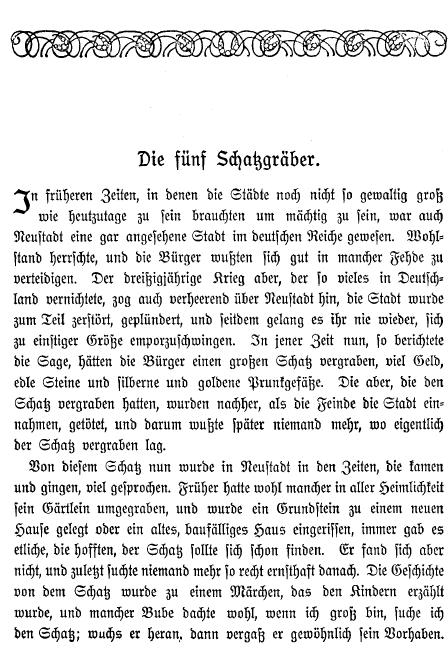 Die fünf Schatzgräber.
In früheren Zeiten, in denen die Städte noch nicht so gewaltig groß
wie heutzutage zu sein brauchten um mächtig zu sein, war auch
Neustadt eine gar angesehene Stadt im deutschen Reiche gewesen. Wohl-
stand herrschte, und die Bürger wußten sich gut in mancher Fehde zu
verteidigen. Der dreißigjährige Krieg aber, der so vieles in Deutsch-
land vernichtete, zog auch verheerend über Neustadt hin, die Stadt wurde
zum Teil zerstört, geplündert, und seitdem gelang es ihr nie wieder, sich
zu einstiger Größe emporzuschwingen. In jener Zeit nun, so berichtete
die Sage, hätten die Bürger einen großen Schatz vergraben, viel Geld,
edle Steine und silberne und goldene Prunkgefäße. Die aber, die den
Schatz vergraben hatten, wurden nachher, als die Feinde die Stadt ein-
nahmen, getötet, und darum wußte später niemand mehr, wo eigentlich
der Schatz vergraben lag.
Von diesem Schatz nun wurde in Neustadt in den Zeiten, die kamen
und gingen, viel gesprochen. Früher hatte wohl mancher in aller Heimlichkeit
sein Gärtlein umgegraben, und wurde ein Grundstein zu einem neuen
Hause gelegt oder ein altes, baufälliges Haus eingerissen, immer gab es
etliche, die hofften, der Schatz sollte sich schon finden. Er fand sich aber
nicht, und zuletzt suchte niemand mehr so recht ernsthaft danach. Die Geschichte
von dem Schatz wurde zu einem Märchen, das den Kindern erzählt
wurde, und mancher Bube dachte wohl, wenn ich groß bin, suche ich
den Schatz; wuchs er heran, dann vergaß er gewöhnlich sein Vorhaben.